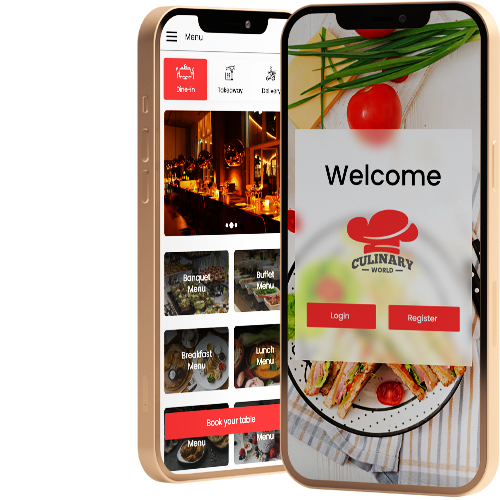 Menu
Dine-in
Takeaway
Delivery
Banquet
Menu
Buffet
Menu
Breakfast
Menu
Lunch
Menu
Book your table
Menu
Menu
Welcome
CULINARY
WORLD
Login
Register